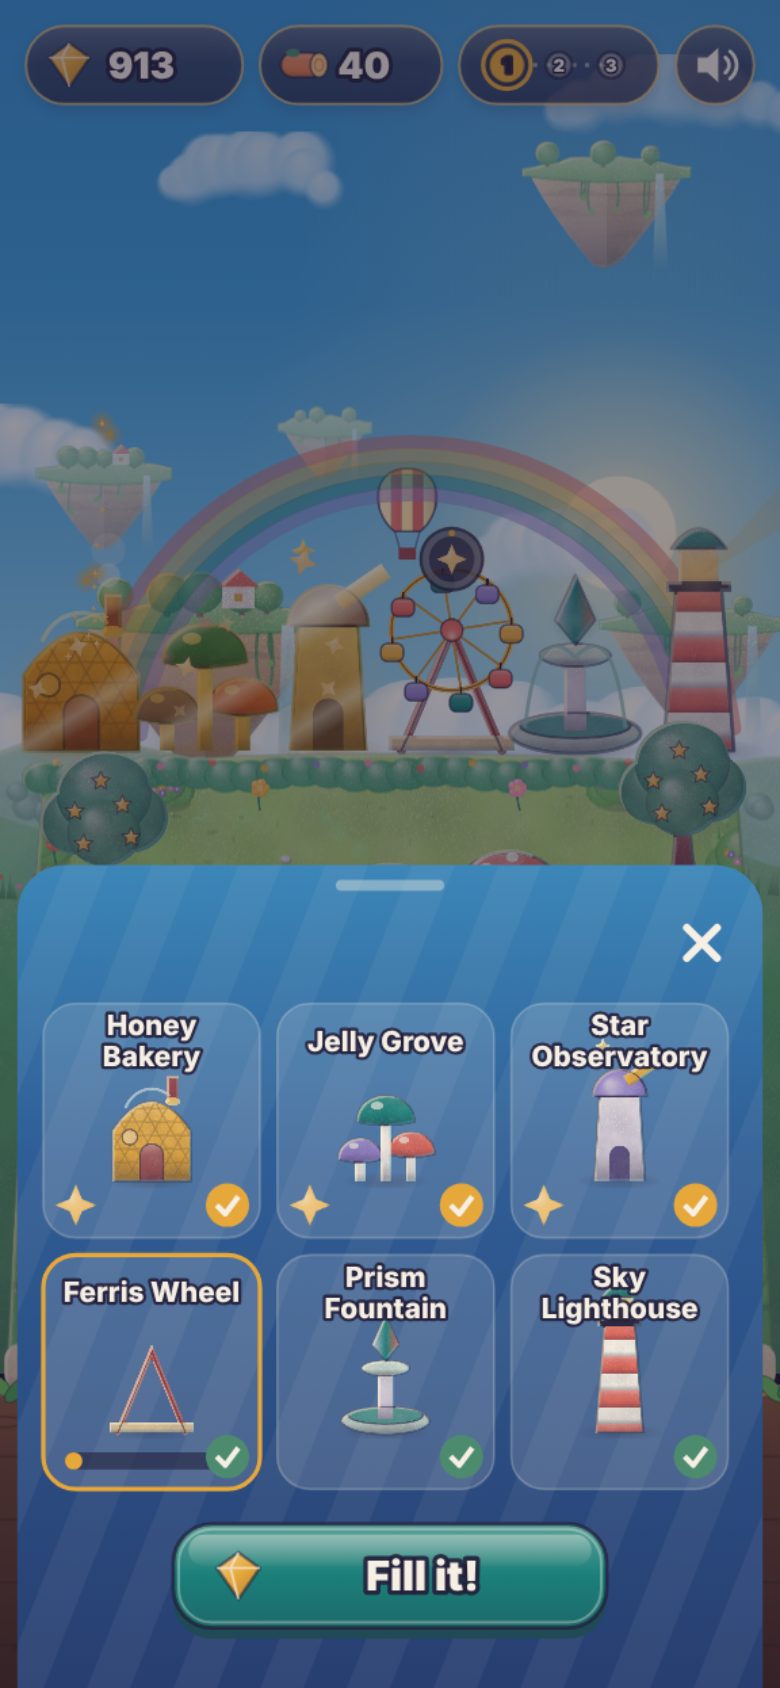 913
40
1
2
3
Honey
Bakery
Jelly Grove
Star
Observatory
Ferris Wheel
Prism
Fountain
Sky
Lighthouse
Fill it!